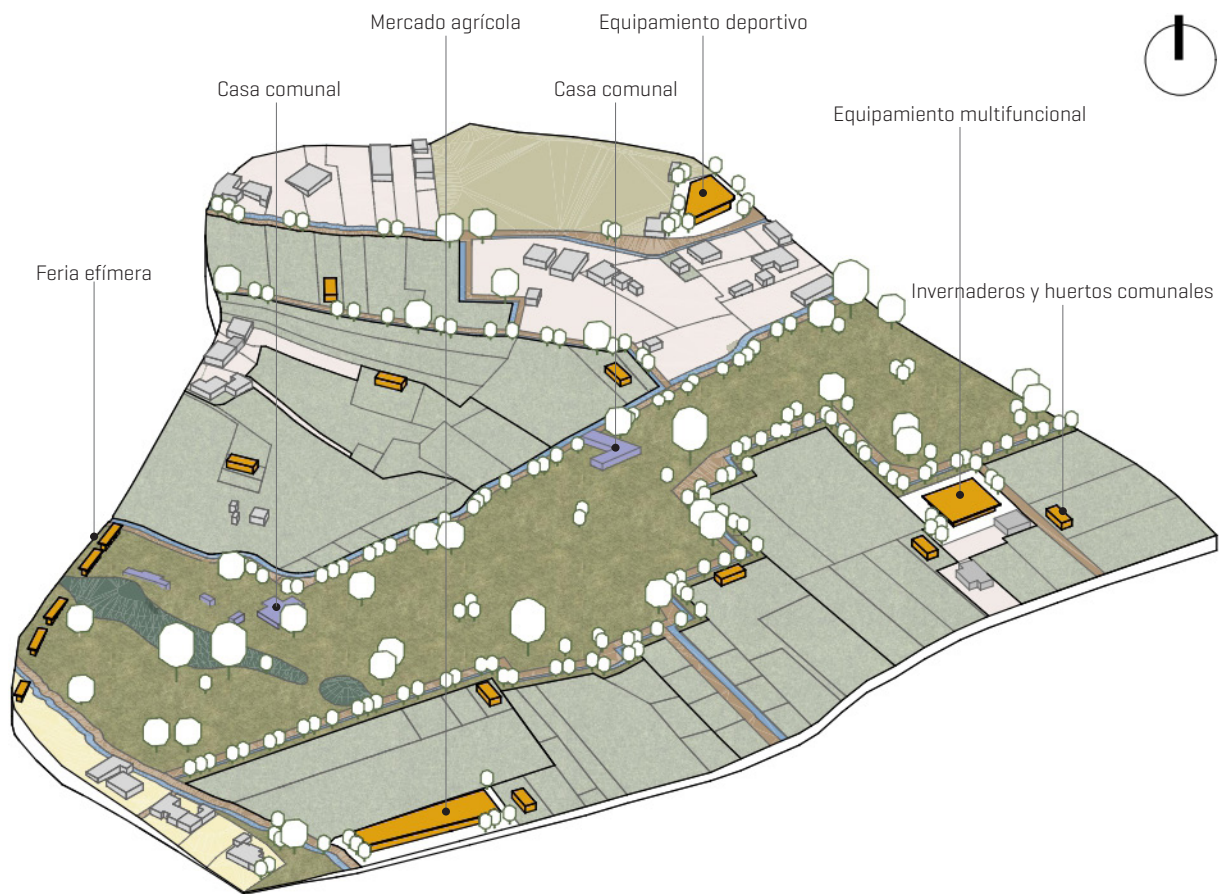 Mercado agrícola
Equipamiento deportivo
Casa comunal
Casa comunal
Equipamiento multifuncional
Feria efímera
Invernaderos y huertos comunales